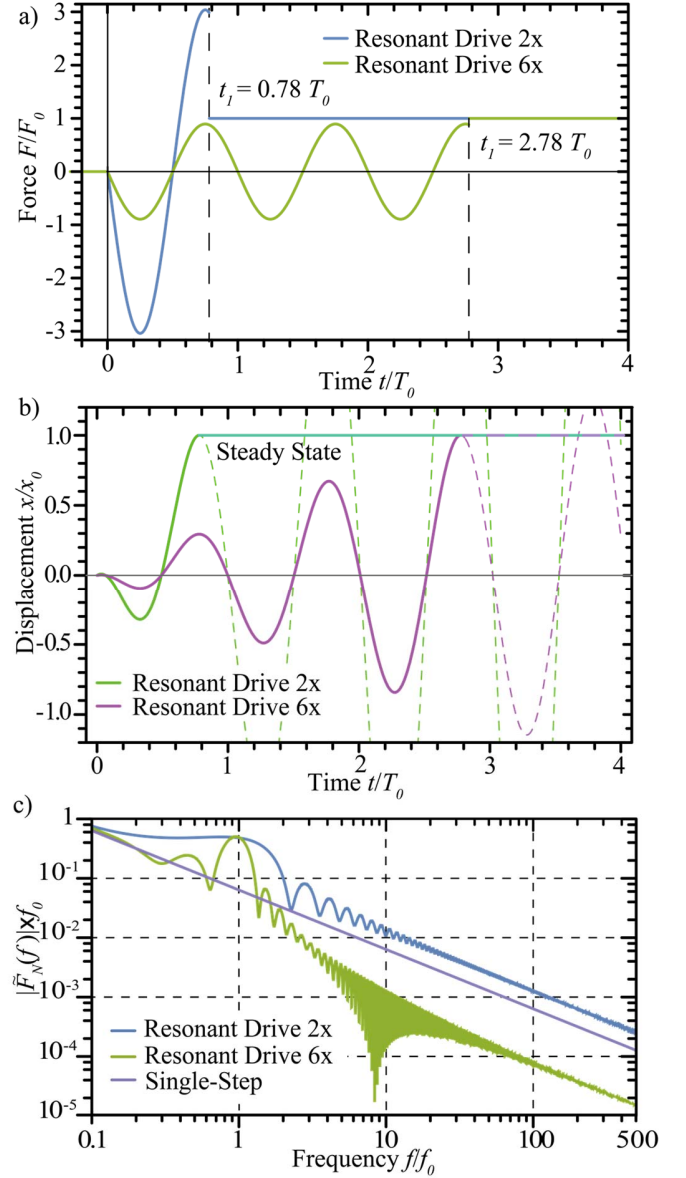 a)
3
2
1
0
-1
-2
-3
Force F/F₀
Resonant Drive 2x
Resonant Drive 6x
t₁ = 0.78 T₀
t₁ = 2.78 T₀
0 1 2 3 4
Time t/T₀
b)
1.0
0.5
0.0
-0.5
-1.0
Displacement x/x₀
Steady State
Resonant Drive 2x
Resonant Drive 6x
0 1 2 3 4
Time t/T₀
c)
1
10⁻¹
10⁻²
10⁻³
10⁻⁴
10⁻⁵
|F̃_N(f)|×f₀
Resonant Drive 2x
Resonant Drive 6x
Single-Step
0.1 1 10 100 500
Frequency f/f₀